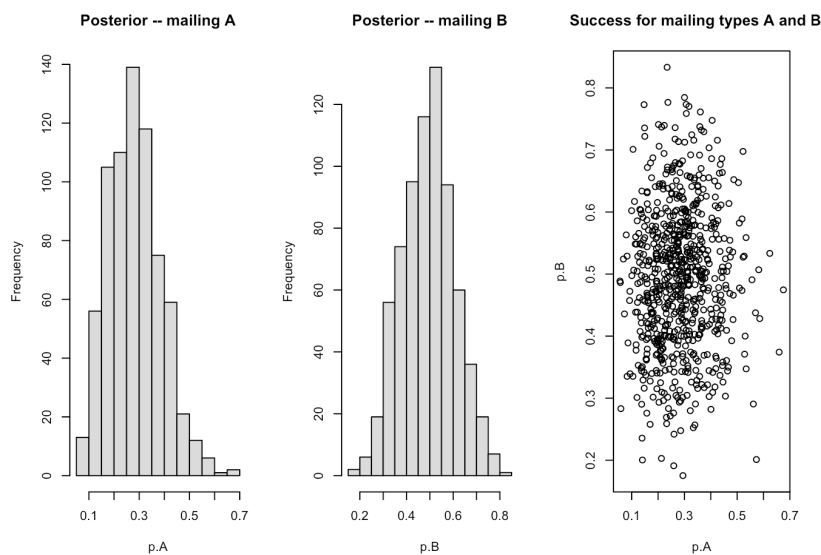 Posterior -- mailing A
Frequency
0 20 40 60 80 100 120 140
0.1 0.3 0.5 0.7
p.A
Posterior -- mailing B
Frequency
0 20 40 60 80 100 120
0.2 0.4 0.6 0.8
p.B
Success for mailing types A and B
p.B
0.2 0.3 0.4 0.5 0.6 0.7 0.8
0.1 0.3 0.5 0.7
p.A